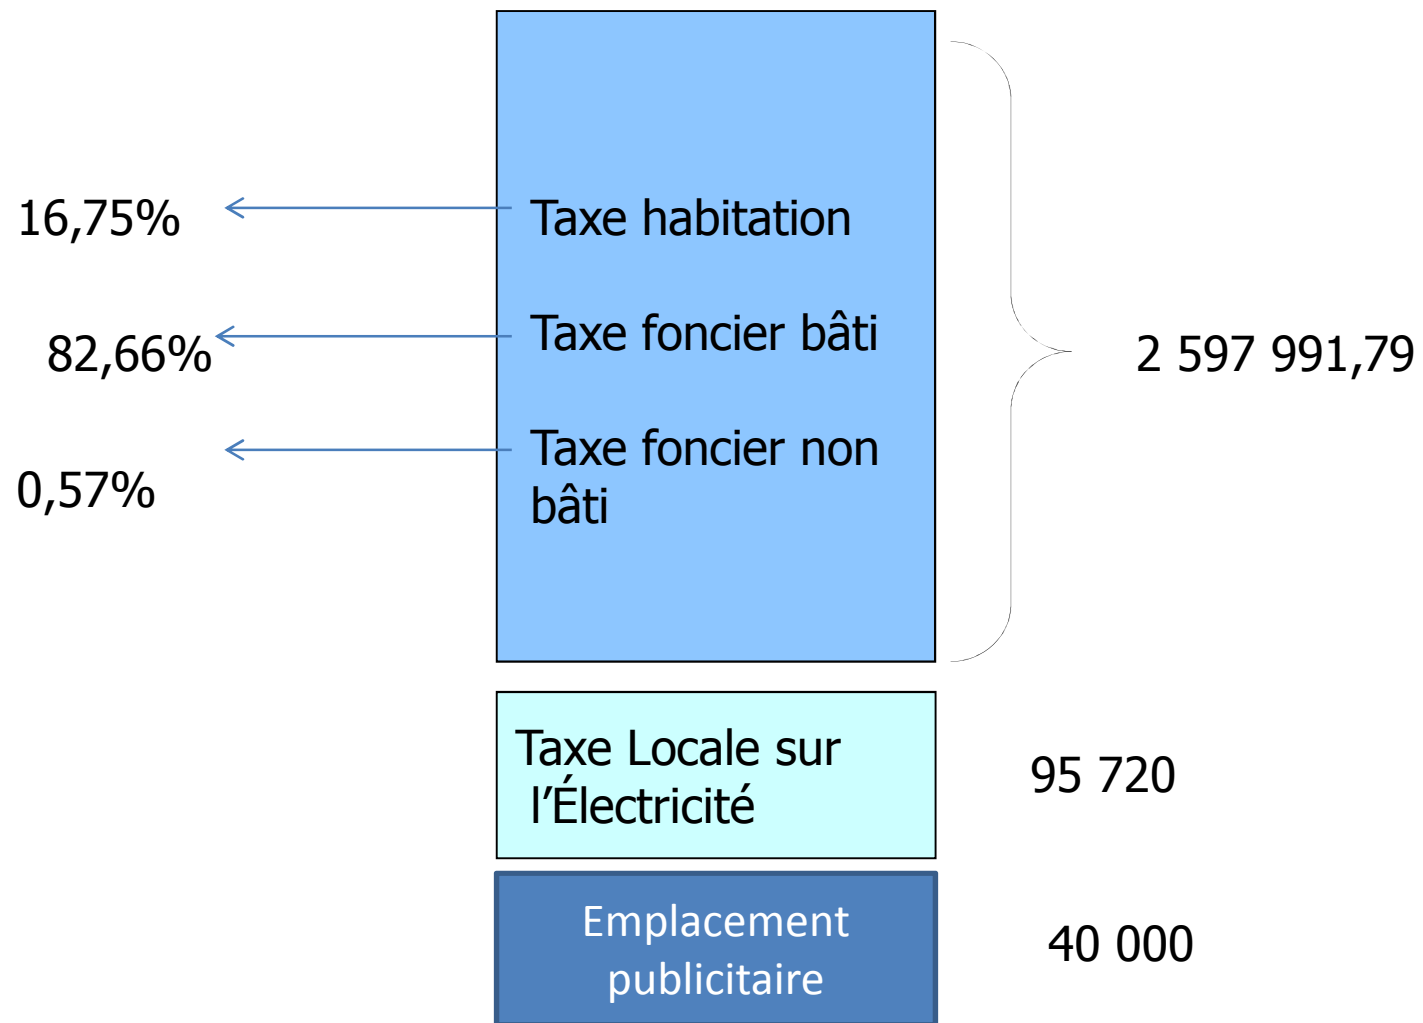 16,75%
Taxe habitation
82,66%
Taxe foncier bâti
2 597 991,79
0,57%
Taxe foncier non
bâti
Taxe Locale sur
l’Électricité
95 720
Emplacement
publicitaire
40 000